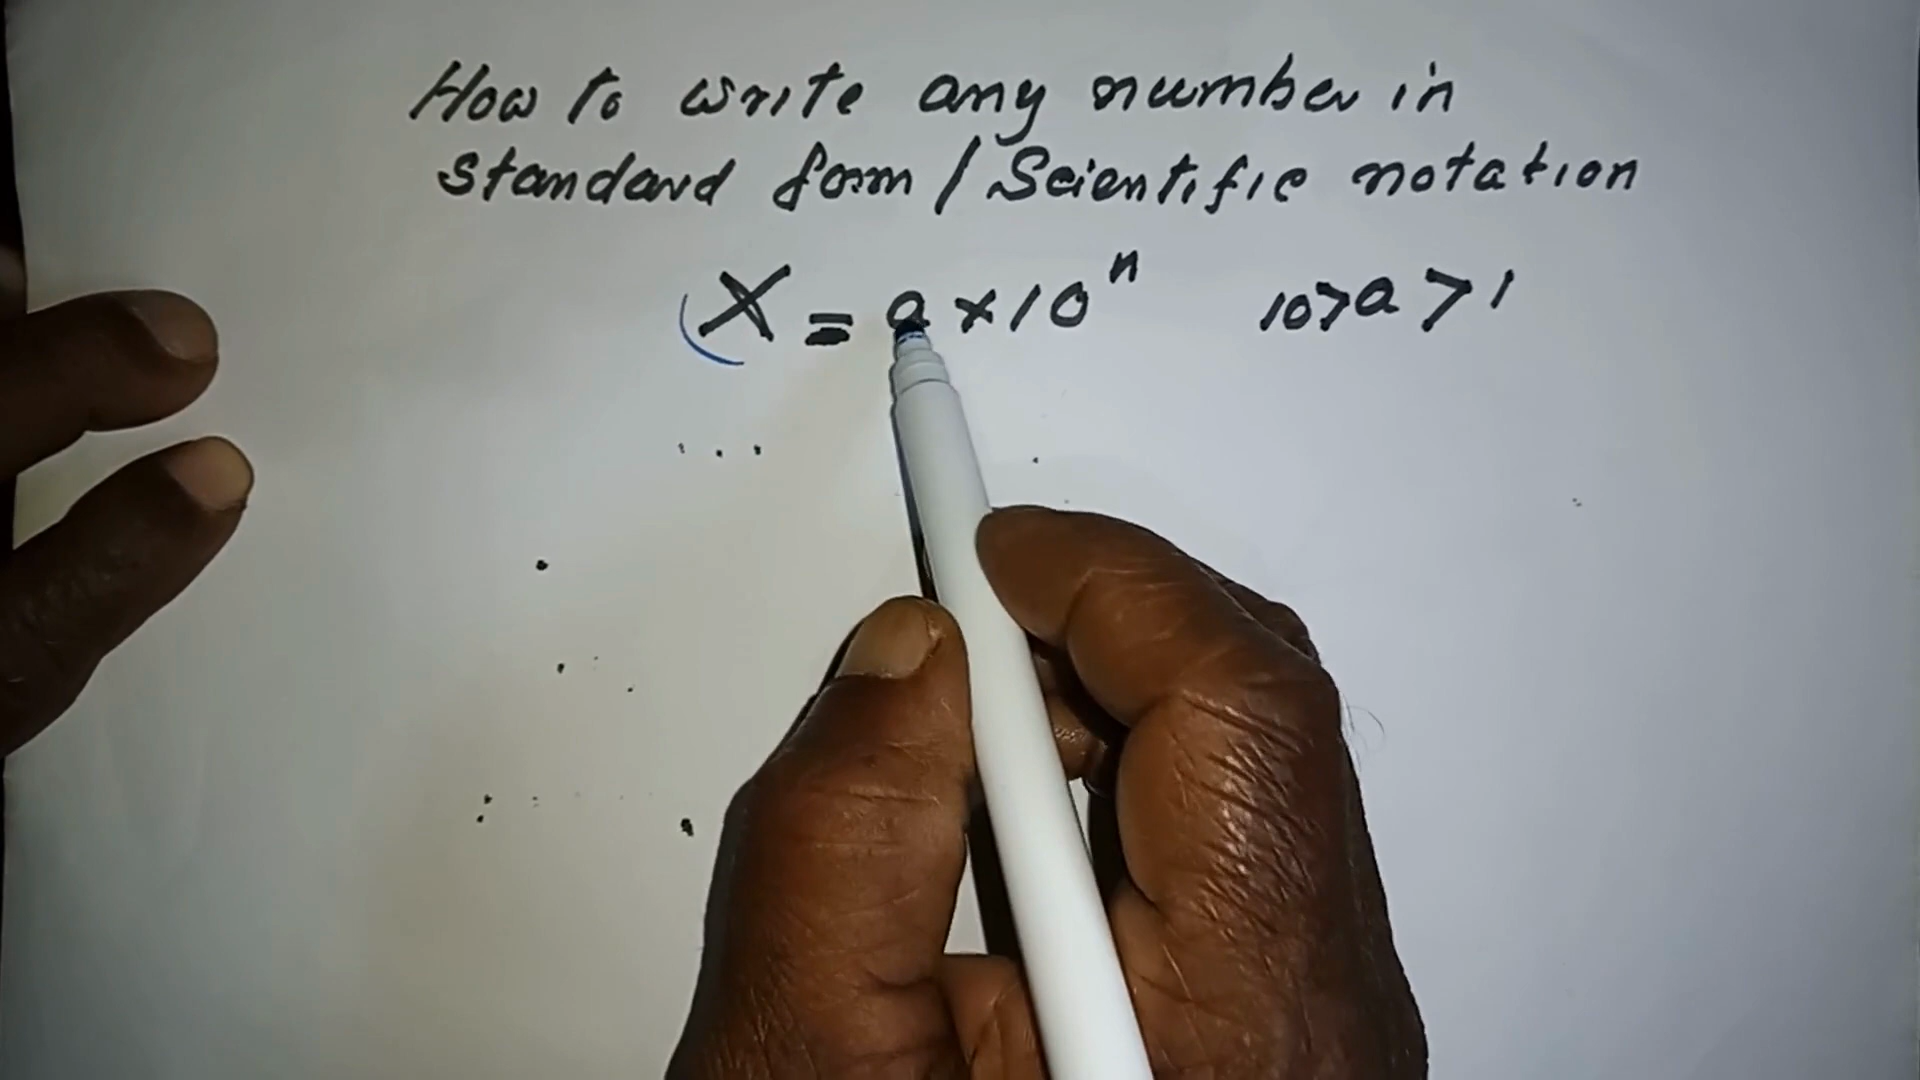 How to write any number in
standard form / Scientific notation
X = a × 10ⁿ 10 > a > 1